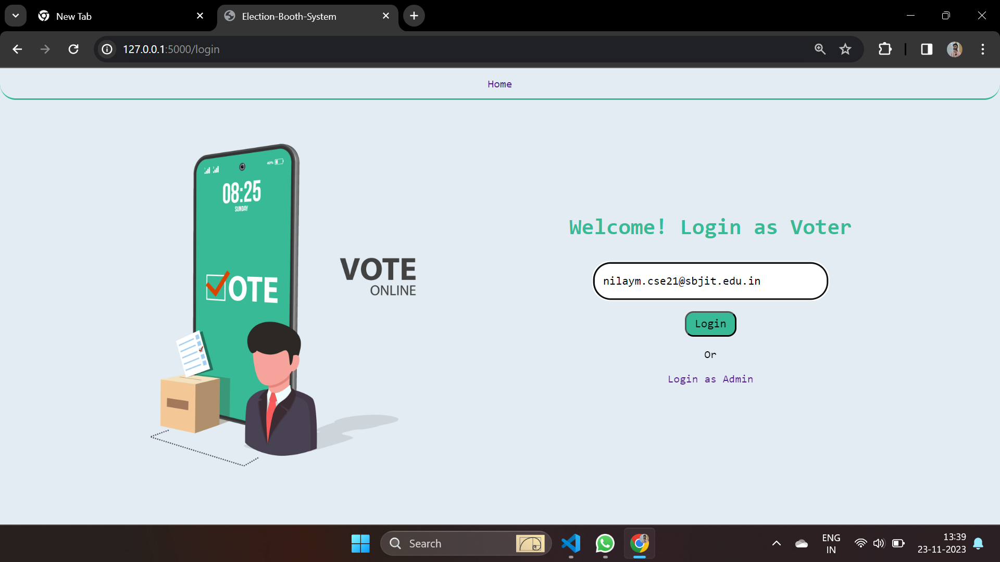 New Tab
Election-Booth-System
127.0.0.1:5000/login
Home
40%
08:25
SUNDAY
OTE
VOTE
ONLINE
Welcome! Login as Voter
nilaym.cse21@sbjit.edu.in
Login
Or
Login as Admin
Search
ENG
IN
13:39
23-11-2023